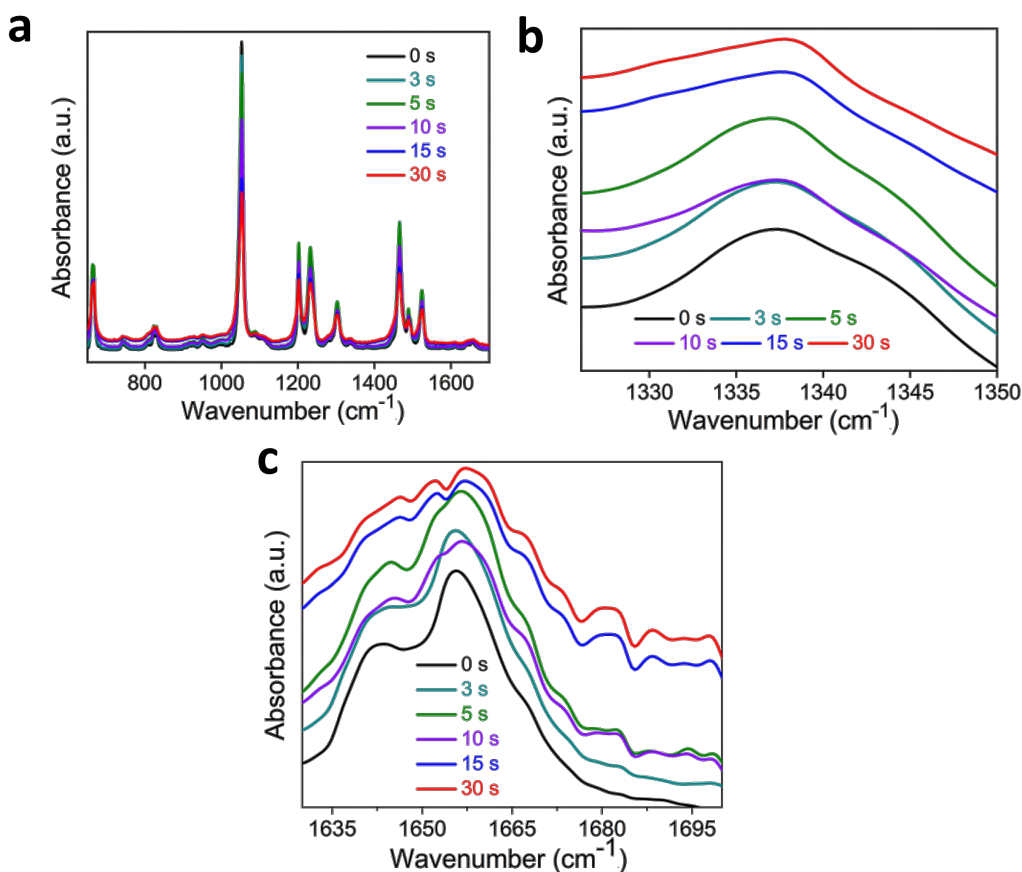 a
0 s
3 s
5 s
10 s
15 s
30 s
Absorbance (a.u.)
800 1000 1200 1400 1600
Wavenumber (cm⁻¹)
b
Absorbance (a.u.)
0 s 3 s 5 s
10 s 15 s 30 s
1330 1335 1340 1345 1350
Wavenumber (cm⁻¹)
c
Absorbance (a.u.)
0 s
3 s
5 s
10 s
15 s
30 s
1635 1650 1665 1680 1695
Wavenumber (cm⁻¹)